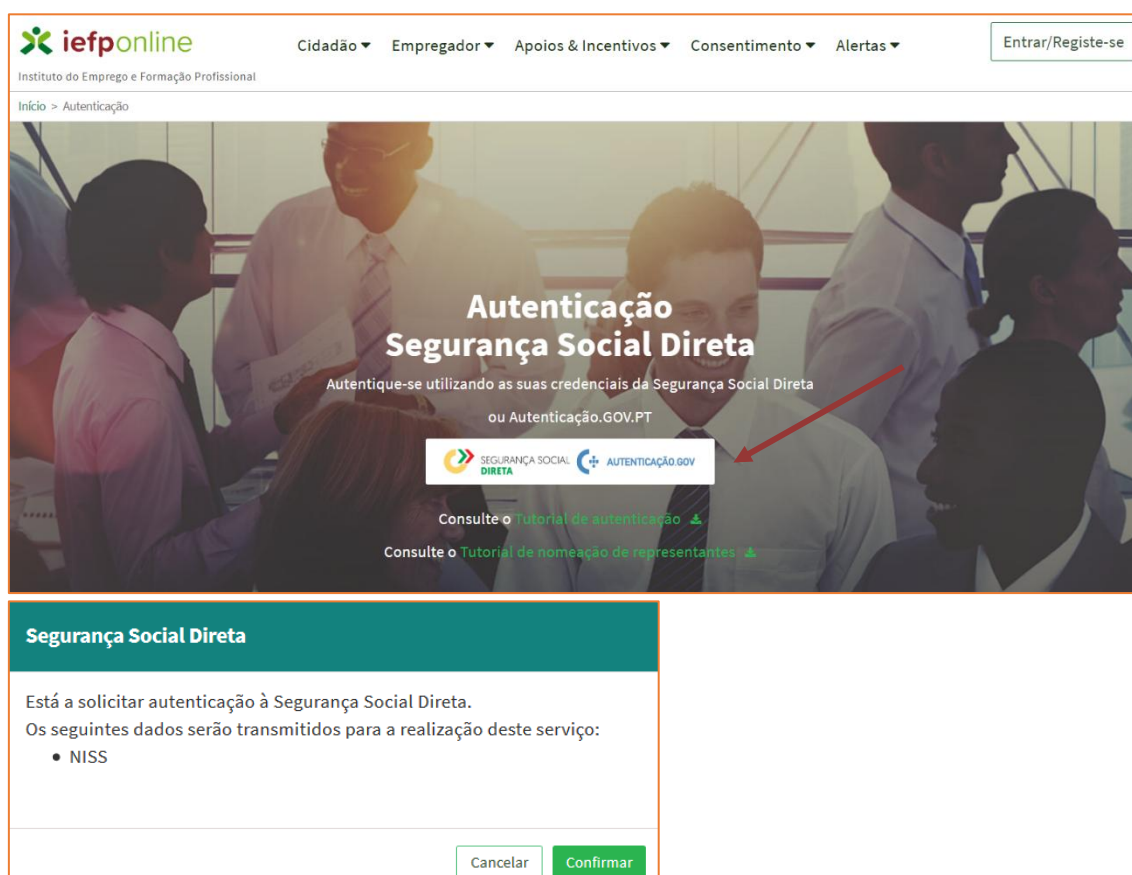 iefponline
Cidadão Empregador Apoios & Incentivos Consentimento Alertas Entrar/Registe-se
Instituto do Emprego e Formação Profissional
Início > Autenticação
Autenticação
Segurança Social Direta
Autentique-se utilizando as suas credenciais da Segurança Social Direta
ou Autenticação.GOV.PT
SEGURANÇA SOCIAL
DIRETA
AUTENTICAÇÃO.GOV
Consulte o Tutorial de autenticação
Consulte o Tutorial de nomeação de representantes
Segurança Social Direta
Está a solicitar autenticação à Segurança Social Direta.
Os seguintes dados serão transmitidos para a realização deste serviço:
• NISS
Cancelar Confirmar